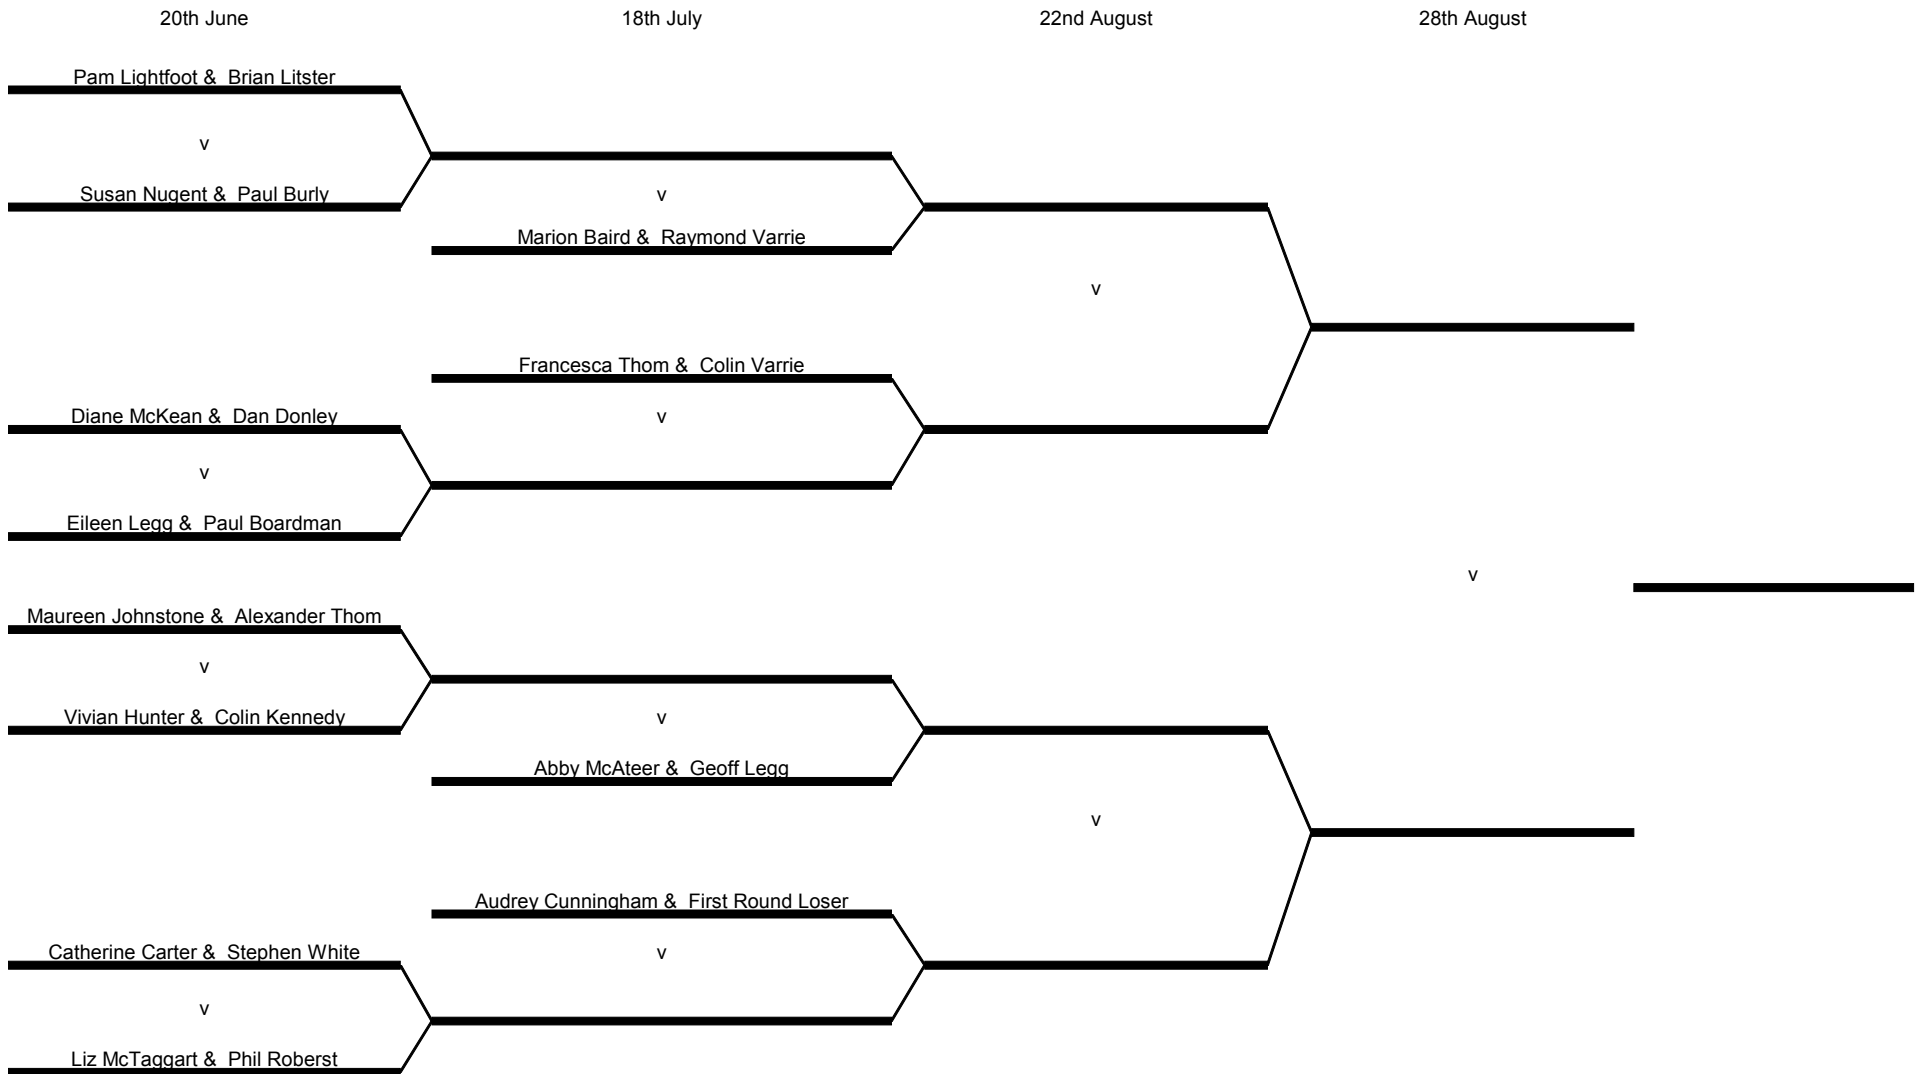 20th June 18th July 22nd August 28th August
Pam Lightfoot & Brian Litster
v
Susan Nugent & Paul Burly
v
Marion Baird & Raymond Varrie
v
Francesca Thom & Colin Varrie
Diane McKean & Dan Donley
v
v
Eileen Legg & Paul Boardman
v
Maureen Johnstone & Alexander Thom
v
Vivian Hunter & Colin Kennedy
v
Abby McAteer & Geoff Legg
v
Audrey Cunningham & First Round Loser
Catherine Carter & Stephen White
v
v
Liz McTaggart & Phil Roberst